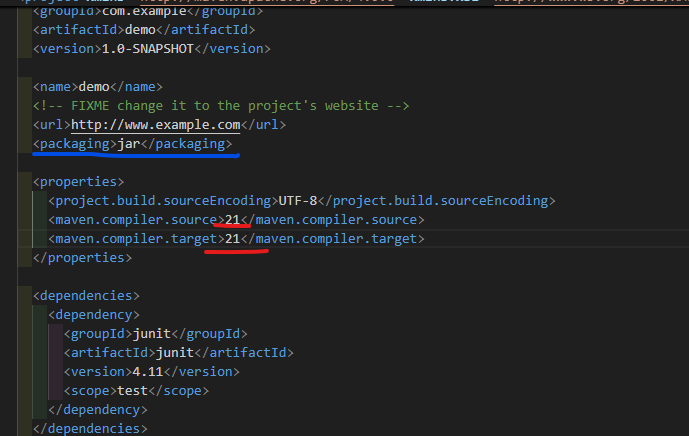 <groupId>com.example</groupId>
<artifactId>demo</artifactId>
<version>1.0-SNAPSHOT</version>
<name>demo</name>
<!-- FIXME change it to the project's website -->
<url>http://www.example.com</url>
<packaging>jar</packaging>
<properties>
<project.build.sourceEncoding>UTF-8</project.build.sourceEncoding>
<maven.compiler.source>21</maven.compiler.source>
<maven.compiler.target>21</maven.compiler.target>
</properties>
<dependencies>
<dependency>
<groupId>junit</groupId>
<artifactId>junit</artifactId>
<version>4.11</version>
<scope>test</scope>
</dependency>
</dependencies>